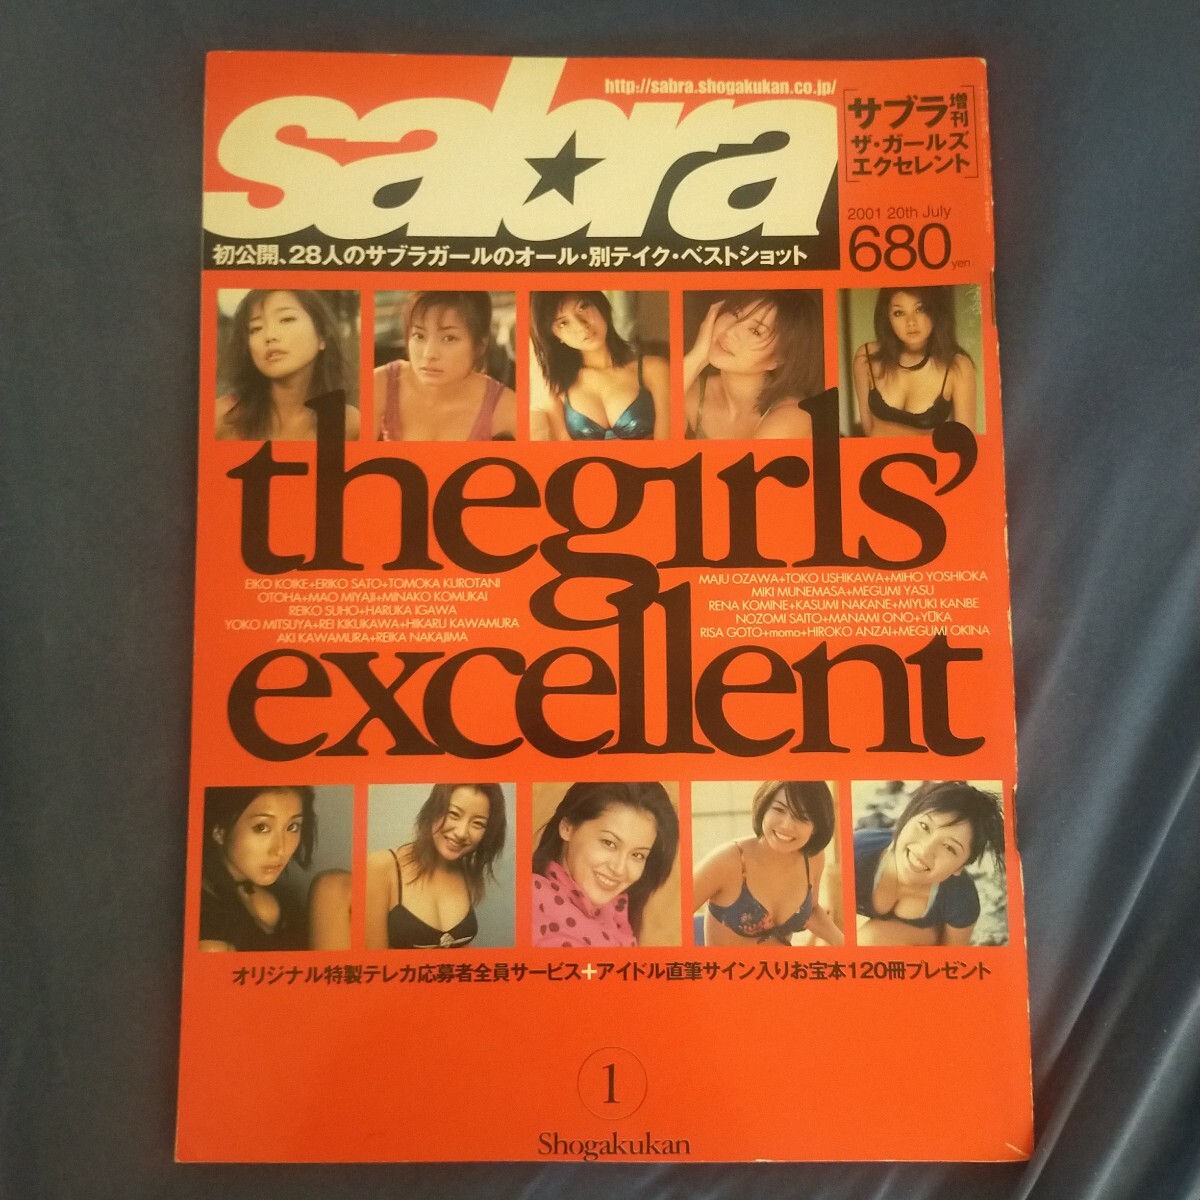 http://sabra.shogakukan.co.jp/
sabra
サブラ増刊
ザ・ガールズ
エクセレント
2001 20th July
680yen
初公開、28人のサブラガールのオール・別テイク・ベストショット
the girls'
EIKO KOIKE+ERIKO SATO+TOMOKA KUROTANI
OTOHA+MAO MIYAJI+MINAKO KOMUKAI
REIKO SUHO+HARUKA IGAWA
YOKO MITSUYA+REI KIKUKAWA+HIKARU KAWAMURA
AKI KAWAMURA+REIKA NAKAJIMA
MAJU OZAWA+TOKO USHIKAWA+MIHO YOSHIOKA
MIKI MUNEMASA+MEGUMI YASU
RENA KOMINE+KASUMI NAKANE+MIYUKI KANBE
NOZOMI SAITO+MANAMI ONO+YŪKA
RISA GOTO+momo+HIROKO ANZAI+MEGUMI OKINA
excellent
オリジナル特製テレカ応募者全員サービス+アイドル直筆サイン入りお宝本120冊プレゼント
1
Shogakukan